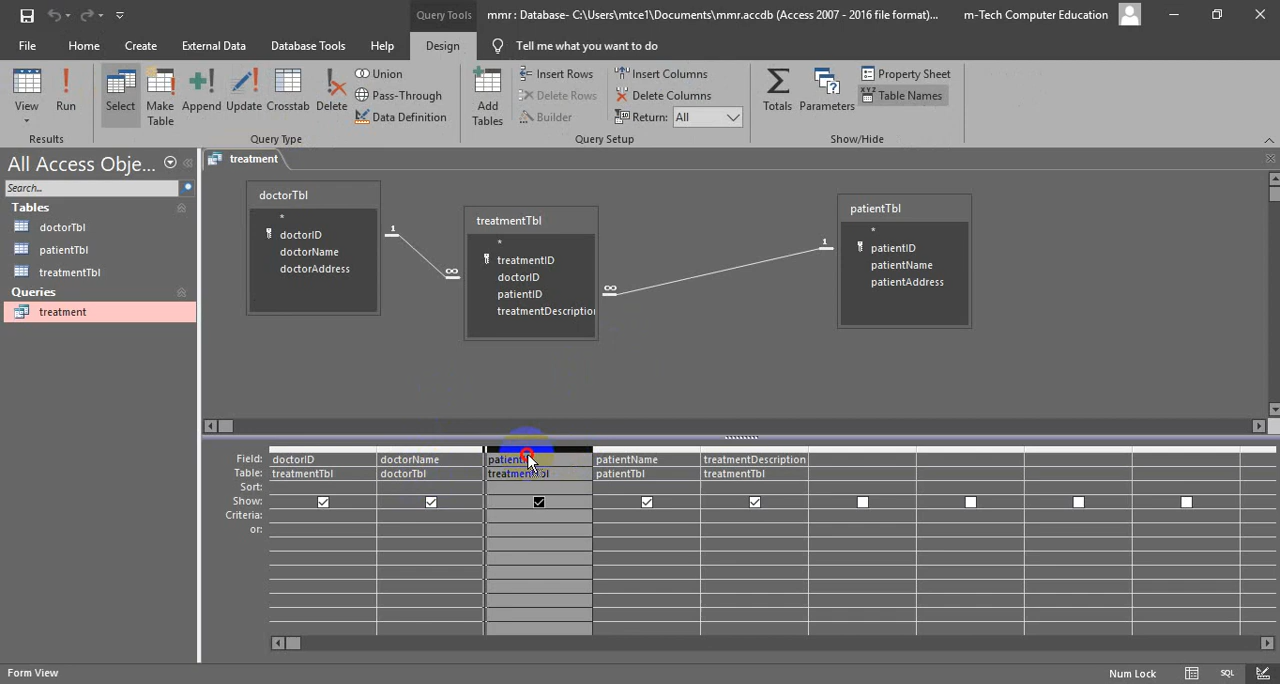 Query Tools
mmr : Database- C:\Users\mtce1\Documents\mmr.accdb (Access 2007 - 2016 file format)...
m-Tech Computer Education
File
Home
Create
External Data
Database Tools
Help
Design
Tell me what you want to do
View
Run
Results
Select
Make Table
Append
Update
Crosstab
Delete
Union
Pass-Through
Data Definition
Query Type
Add Tables
Insert Rows
Delete Rows
Builder
Insert Columns
Delete Columns
Return: All
Query Setup
Totals
Parameters
Property Sheet
Table Names
Show/Hide
All Access Obje...
Search...
Tables
doctorTbl
patientTbl
treatmentTbl
Queries
treatment
treatment
doctorTbl
*
doctorID
doctorName
doctorAddress
1
∞
treatmentTbl
*
treatmentID
doctorID
patientID
treatmentDescription
∞
1
patientTbl
*
patientID
patientName
patientAddress
Field: doctorID doctorName patientName treatmentDescription
Table: treatmentTbl doctorTbl treatmentTbl patientTbl treatmentTbl
Sort:
Show:
Criteria:
or:
Form View
Num Lock
SQL